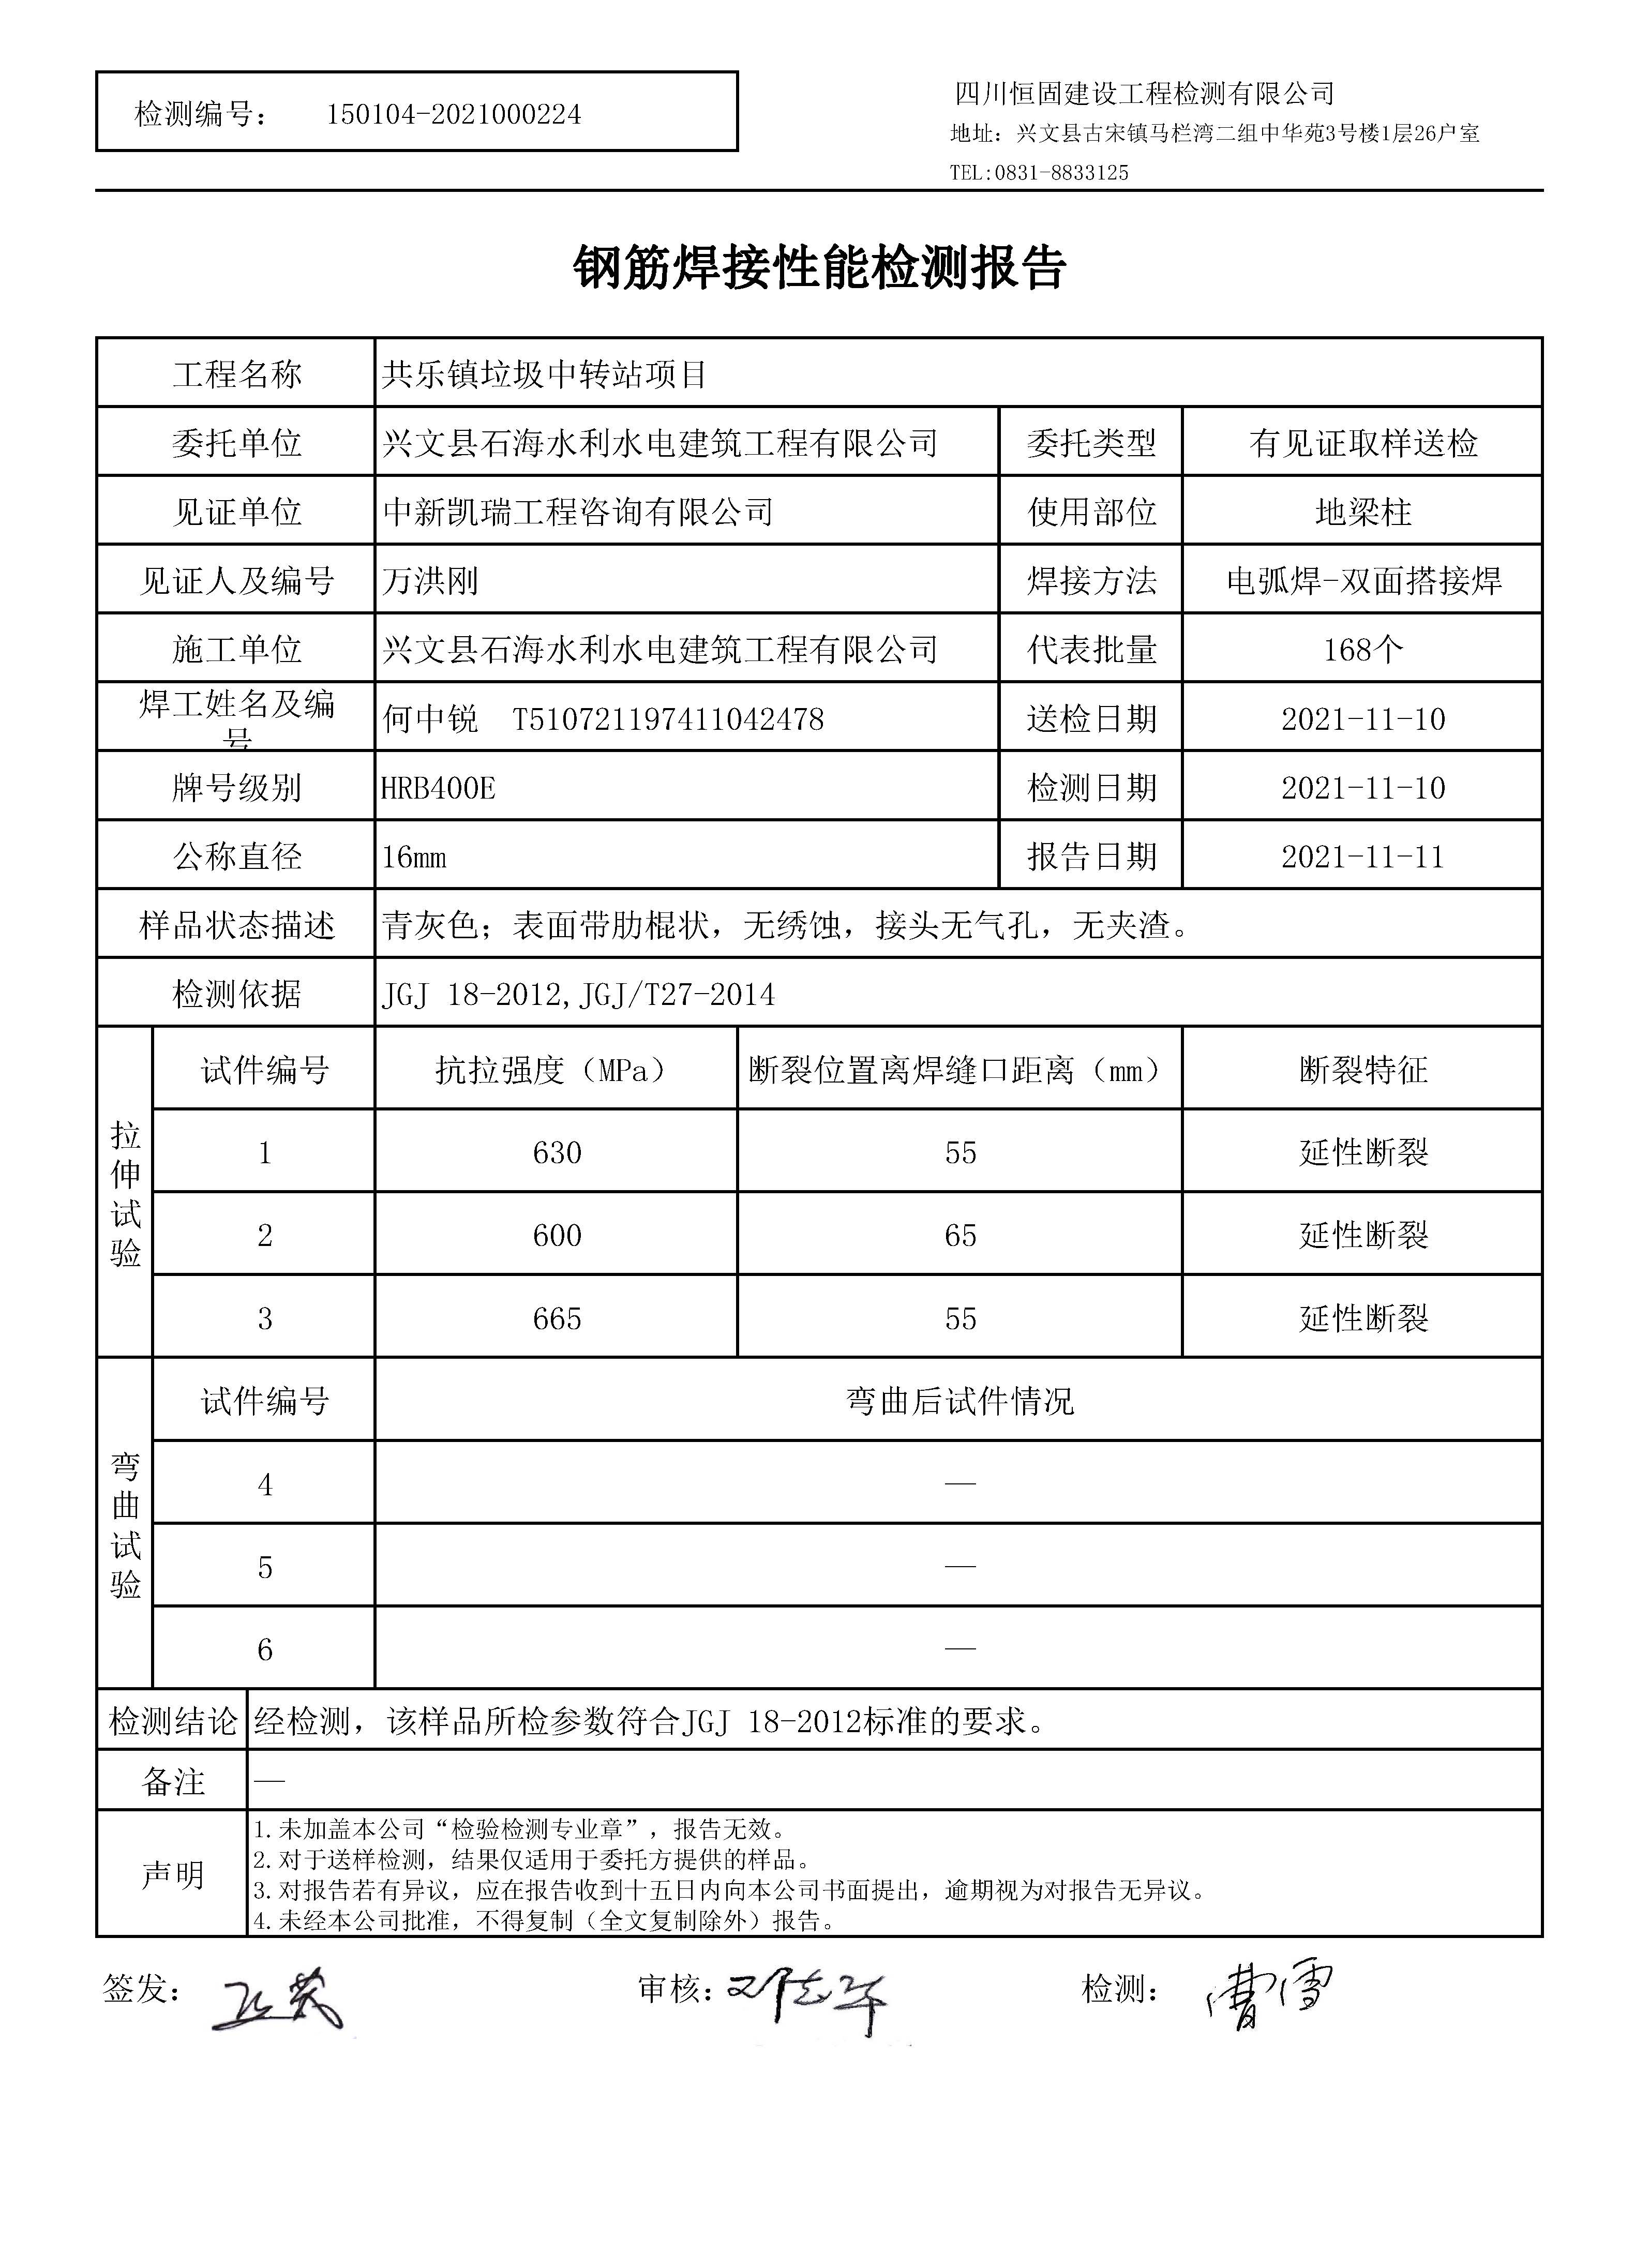 检测编号： 150104-2021000224
四川恒固建设工程检测有限公司
地址：兴文县古宋镇马栏湾二组中华苑3号楼1层26户室
TEL:0831-8833125
钢筋焊接性能检测报告
工程名称 共乐镇垃圾中转站项目
委托单位 兴文县石海水利水电建筑工程有限公司 委托类型 有见证取样送检
见证单位 中新凯瑞工程咨询有限公司 使用部位 地梁柱
见证人及编号 万洪刚 焊接方法 电弧焊-双面搭接焊
施工单位 兴文县石海水利水电建筑工程有限公司 代表批量 168个
焊工姓名及编号 何中锐 T510721197411042478 送检日期 2021-11-10
牌号级别 HRB400E 检测日期 2021-11-10
公称直径 16mm 报告日期 2021-11-11
样品状态描述 青灰色；表面带肋棍状，无绣蚀，接头无气孔，无夹渣。
检测依据 JGJ 18-2012,JGJ/T27-2014
拉伸试验
试件编号 抗拉强度（MPa） 断裂位置离焊缝口距离（mm） 断裂特征
1 630 55 延性断裂
2 600 65 延性断裂
3 665 55 延性断裂
弯曲试验
试件编号 弯曲后试件情况
4 —
5 —
6 —
检测结论 经检测，该样品所检参数符合JGJ 18-2012标准的要求。
备注 —
声明
1.未加盖本公司“检验检测专业章”，报告无效。
2.对于送样检测，结果仅适用于委托方提供的样品。
3.对报告若有异议，应在报告收到十五日内向本公司书面提出，逾期视为对报告无异议。
4.未经本公司批准，不得复制（全文复制除外）报告。
签发： 审核： 检测： 曹雪